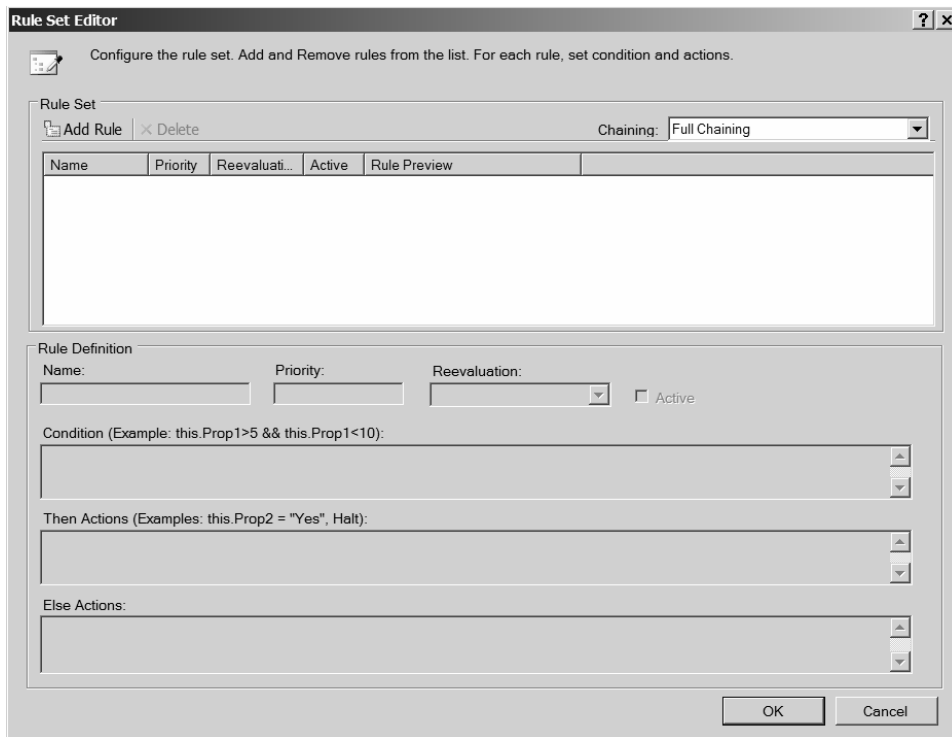 Rule Set Editor
Configure the rule set. Add and Remove rules from the list. For each rule, set condition and actions.
Rule Set
Add Rule Delete Chaining: Full Chaining
Name Priority Reevaluati... Active Rule Preview
Rule Definition
Name: Priority: Reevaluation:
Active
Condition (Example: this.Prop1>5 && this.Prop1<10):
Then Actions (Examples: this.Prop2 = "Yes", Halt):
Else Actions:
OK Cancel